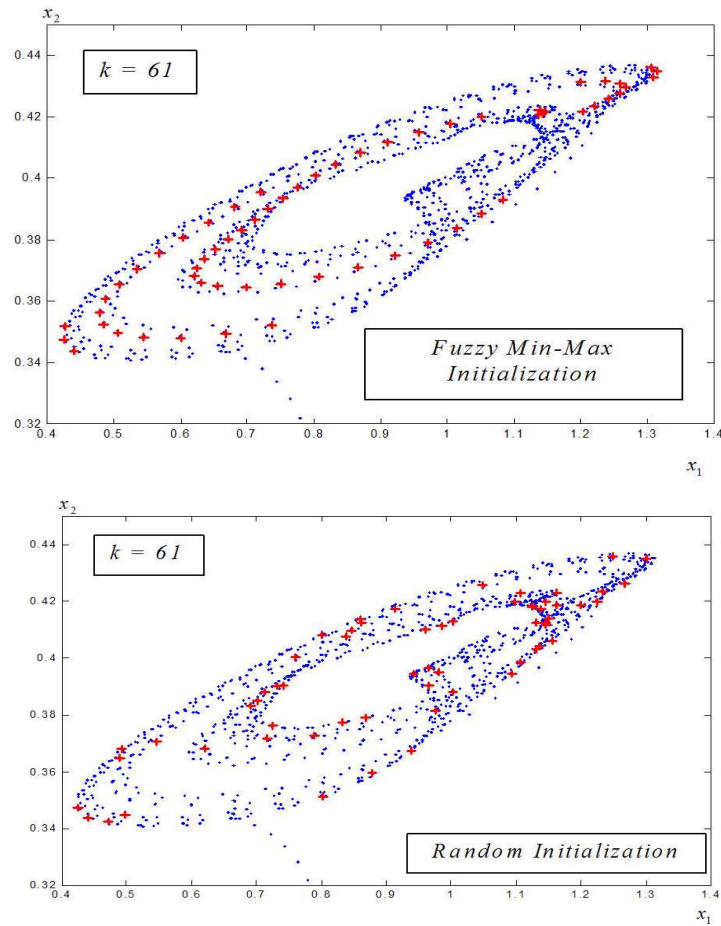 x₂
0.44
k = 61
0.42
0.4
0.38
0.36
0.34
Fuzzy Min-Max
Initialization
0.32
0.4 0.5 0.6 0.7 0.8 0.9 1 1.1 1.2 1.3 1.4
x₁
x₂
0.44
k = 61
0.42
0.4
0.38
0.36
0.34
Random Initialization
0.32
0.4 0.5 0.6 0.7 0.8 0.9 1 1.1 1.2 1.3 1.4
x₁